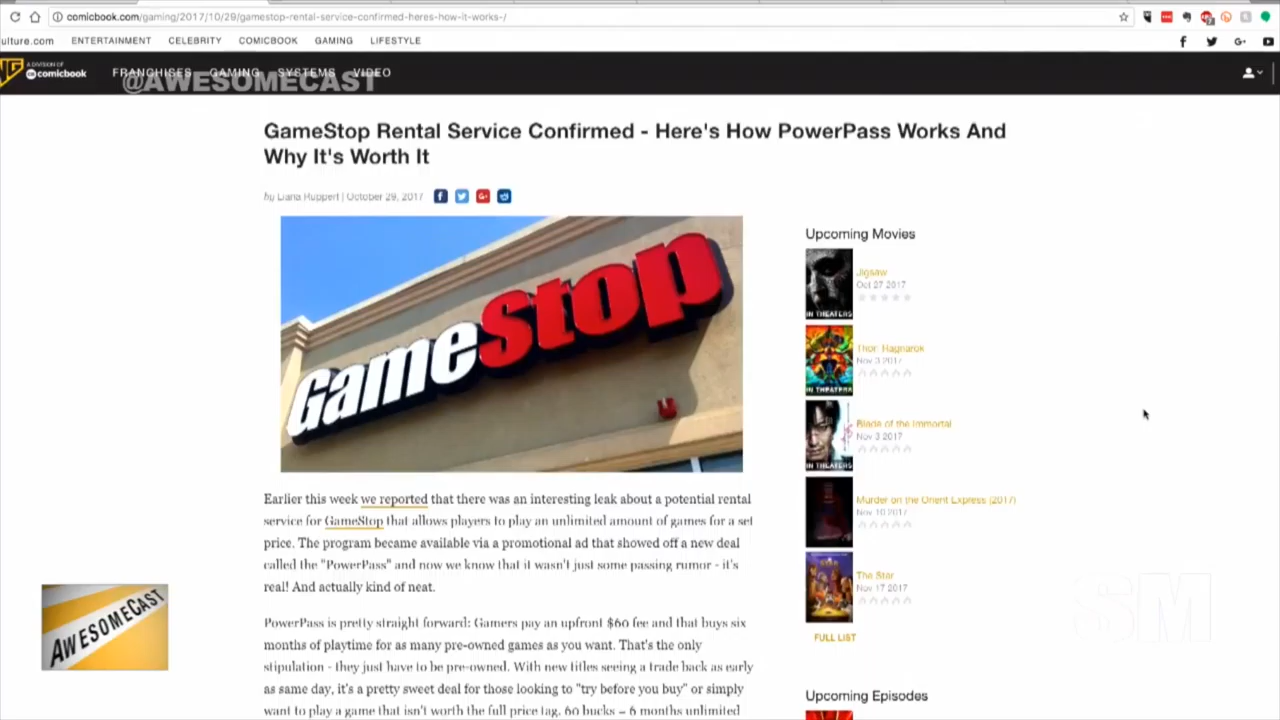 comicbook.com/gaming/2017/10/29/gamestop-rental-service-confirmed-heres-how-it-works-/
ulture.com ENTERTAINMENT CELEBRITY COMICBOOK GAMING LIFESTYLE
A DIVISION OF
comicbook
FRANCHISES GAMING SYSTEMS VIDEO
@AWESOMECAST
GameStop Rental Service Confirmed - Here's How PowerPass Works And
Why It's Worth It
by Liana Ruppert | October 29, 2017
GameStop
Earlier this week we reported that there was an interesting leak about a potential rental
service for GameStop that allows players to play an unlimited amount of games for a set
price. The program became available via a promotional ad that showed off a new deal
called the "PowerPass" and now we know that it wasn't just some passing rumor - it's
real! And actually kind of neat.
PowerPass is pretty straight forward: Gamers pay an upfront $60 fee and that buys six
months of playtime for as many pre-owned games as you want. That's the only
stipulation - they just have to be pre-owned. With new titles seeing a trade back as early
as same day, it's a pretty sweet deal for those looking to "try before you buy" or simply
want to play a game that isn't worth the full price tag. 60 bucks – 6 months unlimited
Upcoming Movies
Jigsaw
Oct 27 2017
IN THEATERS
Thor: Ragnarok
Nov 3 2017
IN THEATERS
Blade of the Immortal
Nov 3 2017
IN THEATERS
Murder on the Orient Express (2017)
Nov 10 2017
The Star
Nov 17 2017
FULL LIST
Upcoming Episodes
AWESOMECAST
SM